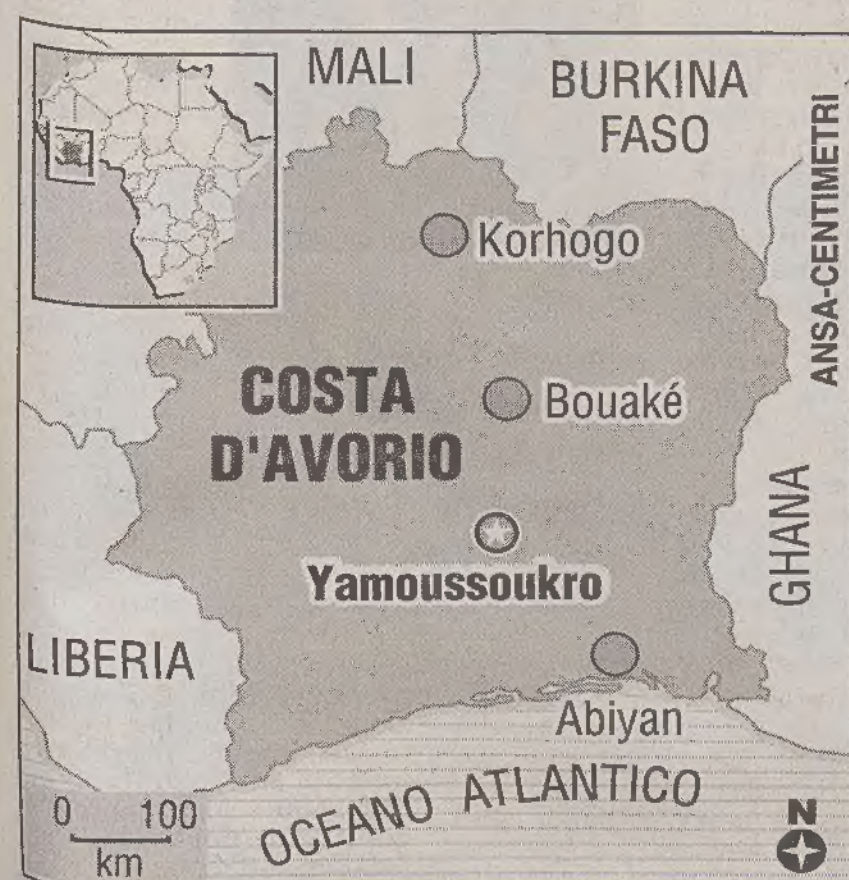 MALI
BURKINA
FASO
ANSA-CENTIMETRI
Korhogo
COSTA
D'AVORIO
Bouaké
GHANA
Yamoussoukro
LIBERIA
Abiyan
OCEANO ATLANTICO
0 100
km
N